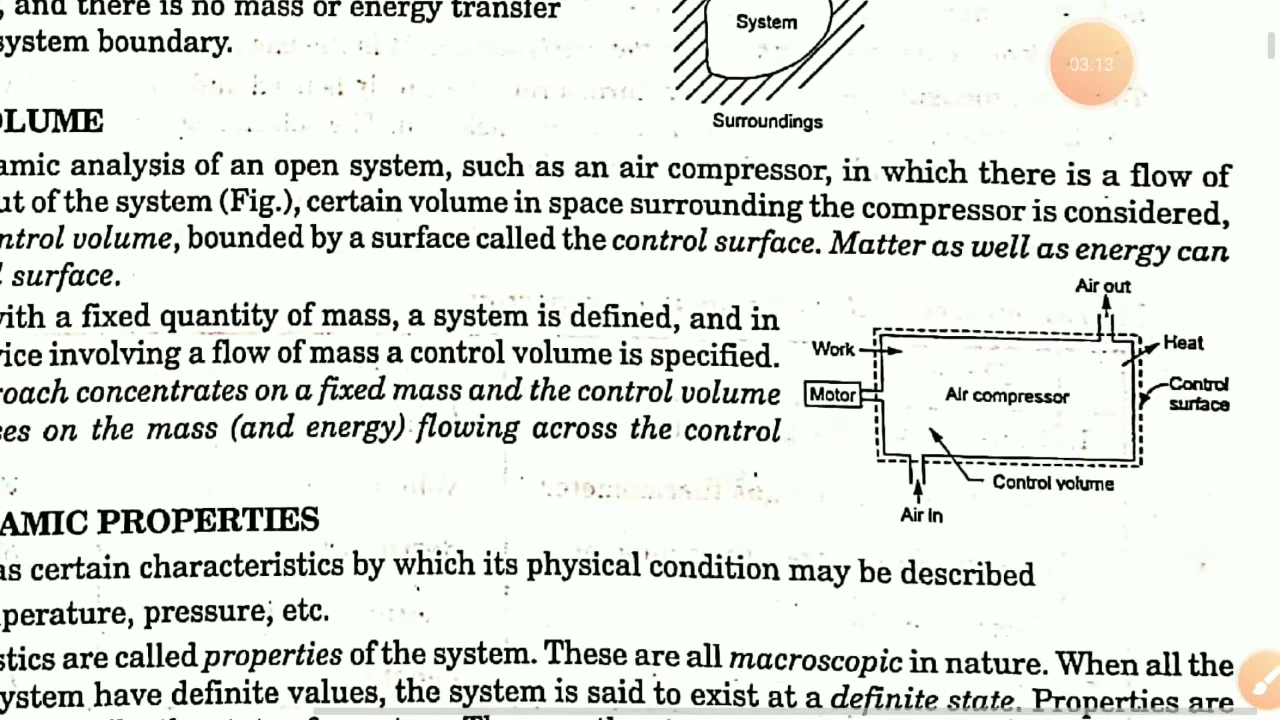 , and there is no mass or energy transfer
system boundary.
System
Surroundings
03:13
OLUME
amic analysis of an open system, such as an air compressor, in which there is a flow of
ut of the system (Fig.), certain volume in space surrounding the compressor is considered,
ntrol volume, bounded by a surface called the control surface. Matter as well as energy can
l surface.
with a fixed quantity of mass, a system is defined, and in
vice involving a flow of mass a control volume is specified.
roach concentrates on a fixed mass and the control volume
ses on the mass (and energy) flowing across the control
Air out
Work
Heat
Motor
Air compressor
Control
surface
Control volume
Air In
AMIC PROPERTIES
as certain characteristics by which its physical condition may be described
perature, pressure, etc.
stics are called properties of the system. These are all macroscopic in nature. When all the
ystem have definite values, the system is said to exist at a definite state. Properties are